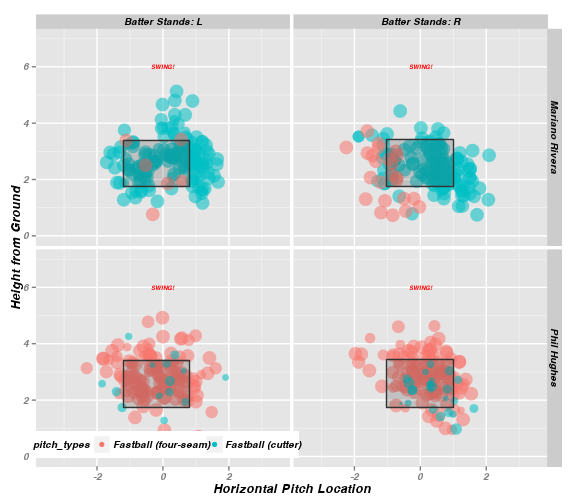 Batter Stands: L
Batter Stands: R
SWING!
SWING!
6
4
2
0
Mariano Rivera
SWING!
SWING!
6
4
2
0
Phil Hughes
Height from Ground
pitch_types Fastball (four-seam) Fastball (cutter)
-2 0 2
-2 0 2
Horizontal Pitch Location